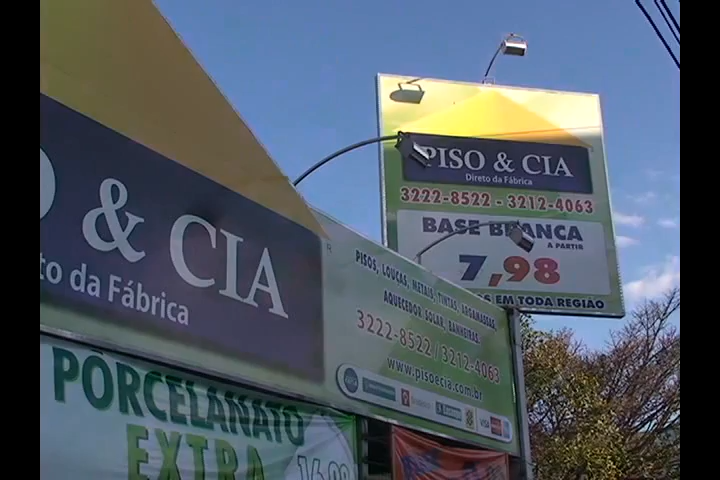 PISO & CIA
Direto da Fábrica
3222-8522 - 3212-4063
BASE BRANCA
A PARTIR
7,98
EM TODA REGIÃO
& CIA
to da Fábrica
PISOS, LOUÇAS, METAIS, TINTAS, ARGAMASSAS,
AQUECEDOR SOLAR, BANHEIRAS.
3222-8522 / 3212-4063
www.pisoecia.com.br
VISA
PORCELANATO
EXTRA